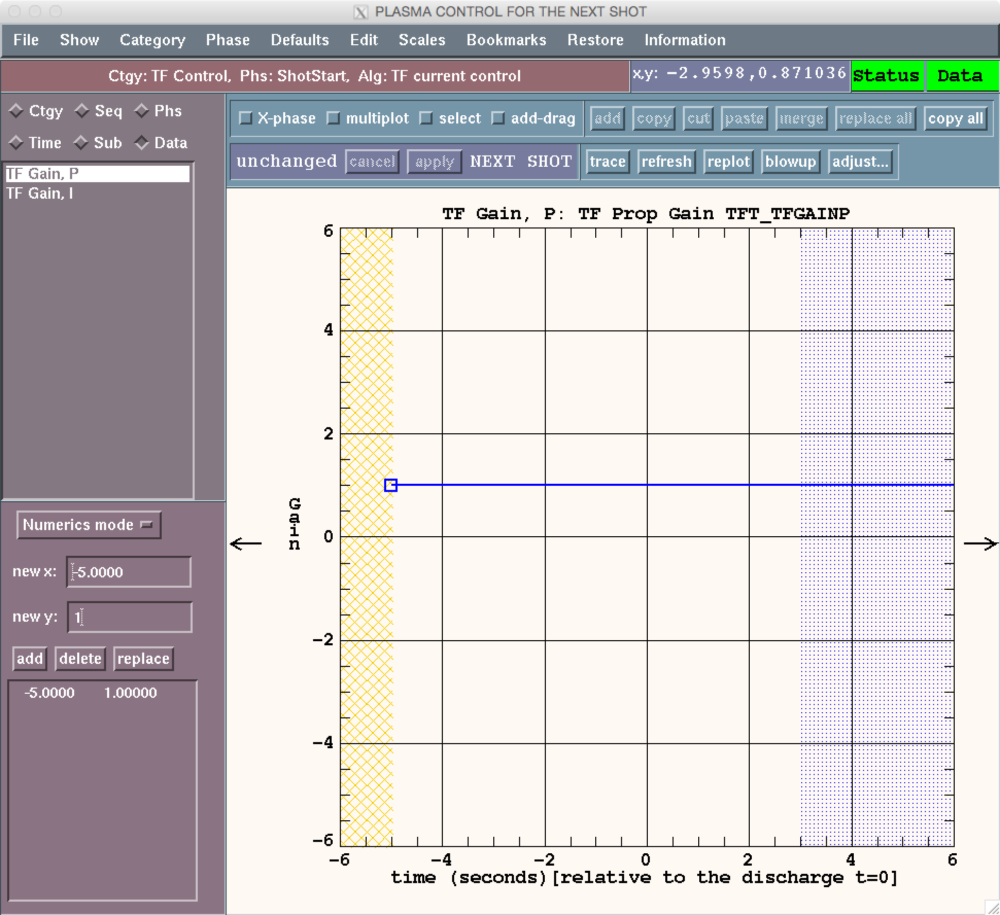 PLASMA CONTROL FOR THE NEXT SHOT
File Show Category Phase Defaults Edit Scales Bookmarks Restore Information
Ctgy: TF Control, Phs: ShotStart, Alg: TF current control
x,y: -2.9598,0.871036
Status Data
Ctgy Seq Phs
Time Sub Data
TF Gain, P
TF Gain, I
X-phase multiplot select add-drag
add copy cut paste merge replace all copy all
unchanged cancel apply NEXT SHOT
trace refresh replot blowup adjust...
Numerics mode
new x: -5.0000
new y: 1
add delete replace
-5.0000 1.00000
TF Gain, P: TF Prop Gain TFT_TFGAINP
6
4
2
0
-2
-4
-6
Gain
-6 -4 -2 0 2 4 6
time (seconds)[relative to the discharge t=0]